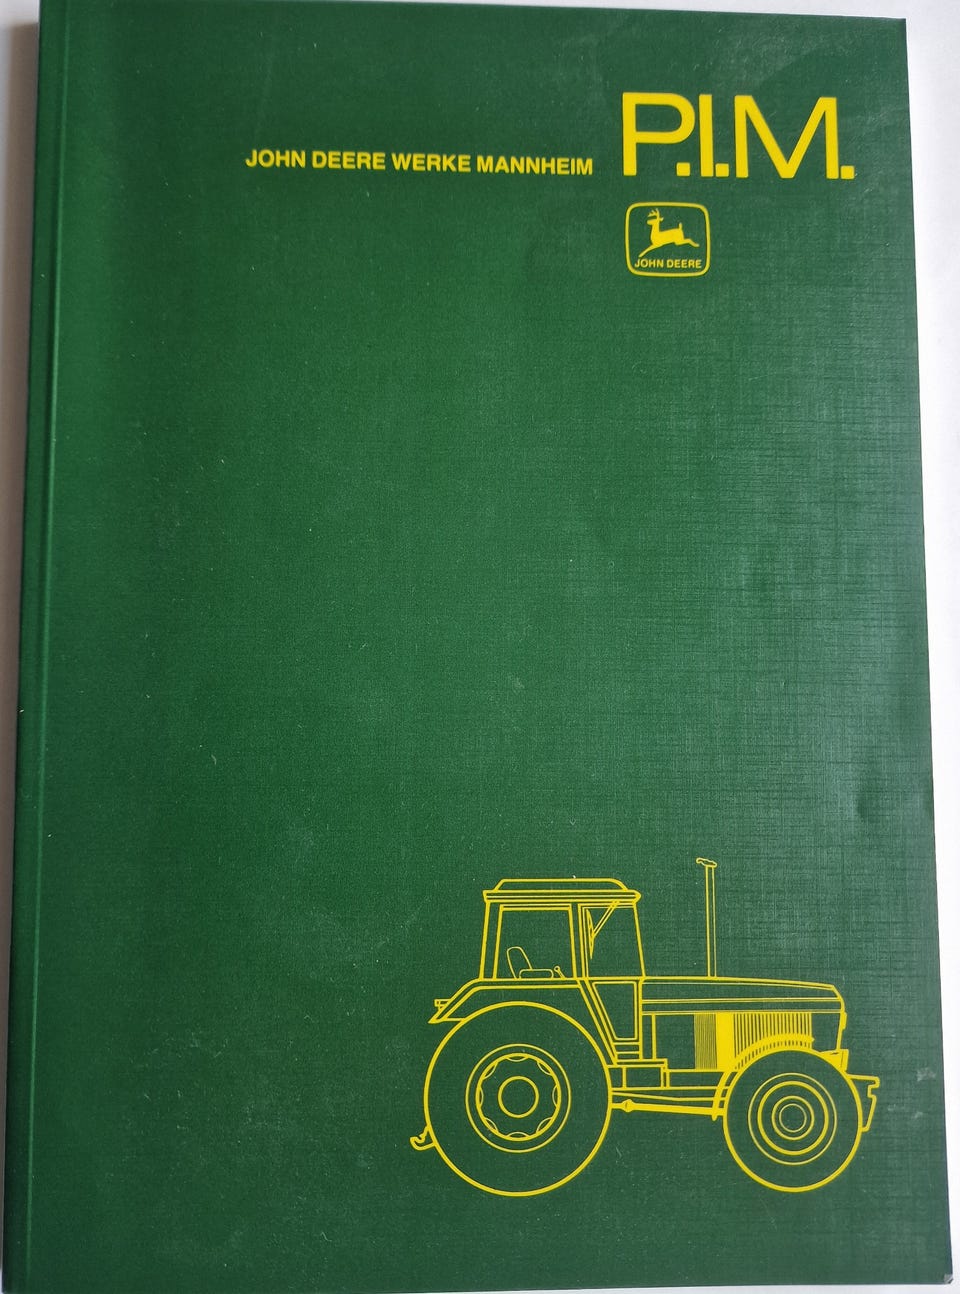 P.I.M.
JOHN DEERE WERKE MANNHEIM
JOHN DEERE